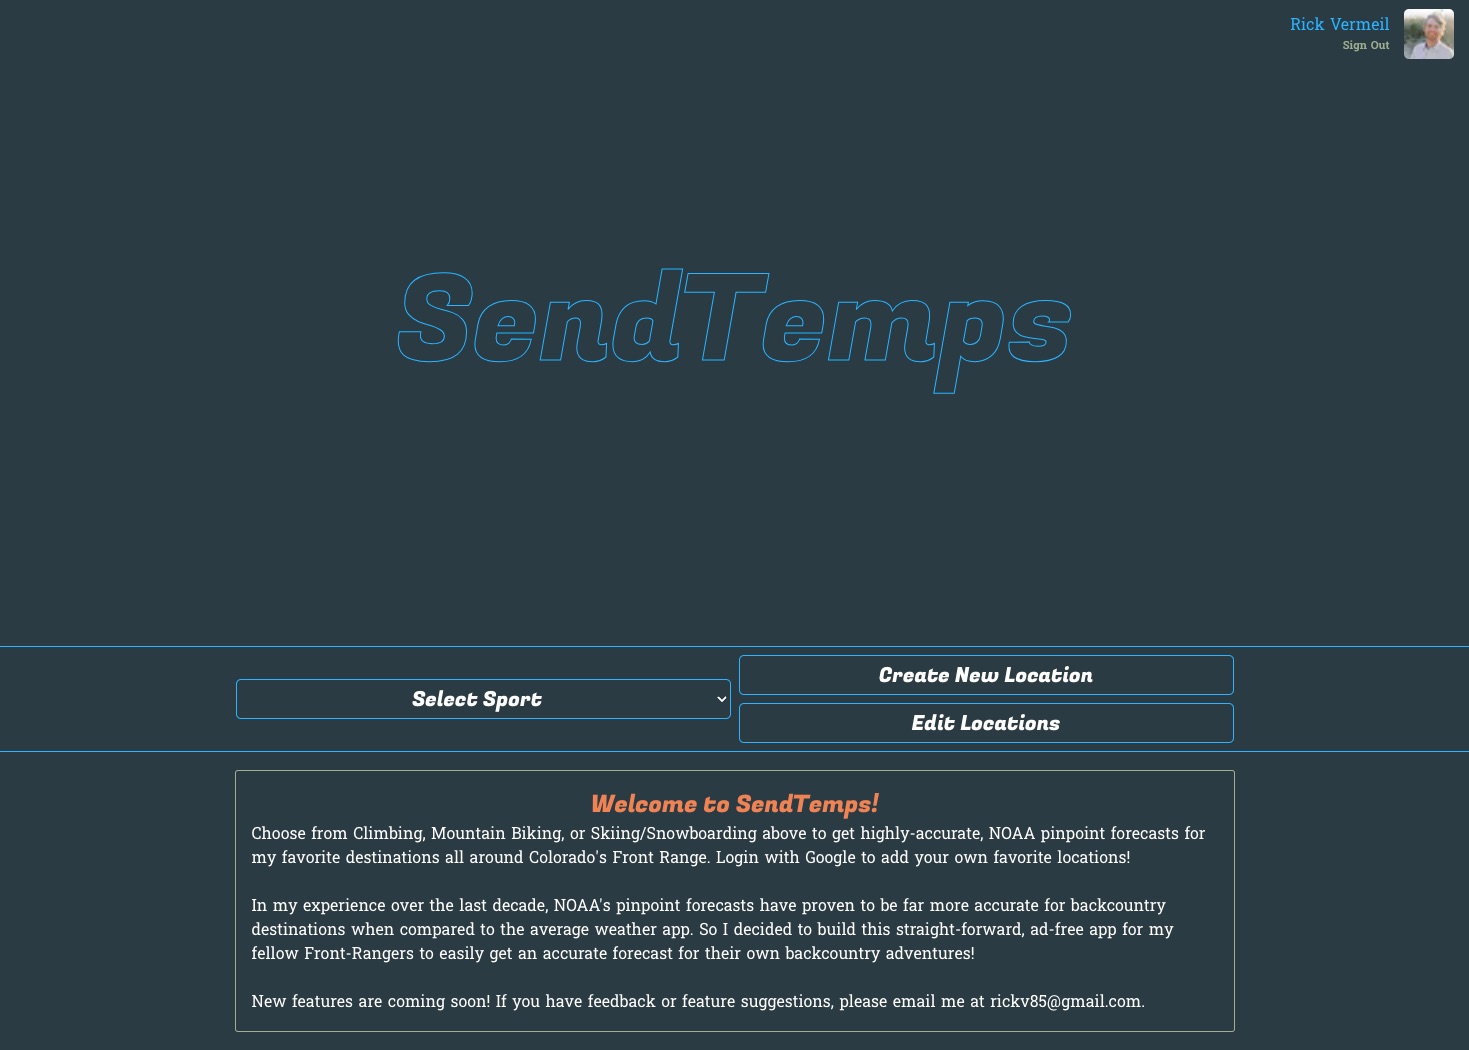 Rick Vermeil
Sign Out
SendTemps
Select Sport
Create New Location
Edit Locations
Welcome to SendTemps!
Choose from Climbing, Mountain Biking, or Skiing/Snowboarding above to get highly-accurate, NOAA pinpoint forecasts for
my favorite destinations all around Colorado's Front Range. Login with Google to add your own favorite locations!
In my experience over the last decade, NOAA's pinpoint forecasts have proven to be far more accurate for backcountry
destinations when compared to the average weather app. So I decided to build this straight-forward, ad-free app for my
fellow Front-Rangers to easily get an accurate forecast for their own backcountry adventures!
New features are coming soon! If you have feedback or feature suggestions, please email me at rickv85@gmail.com.